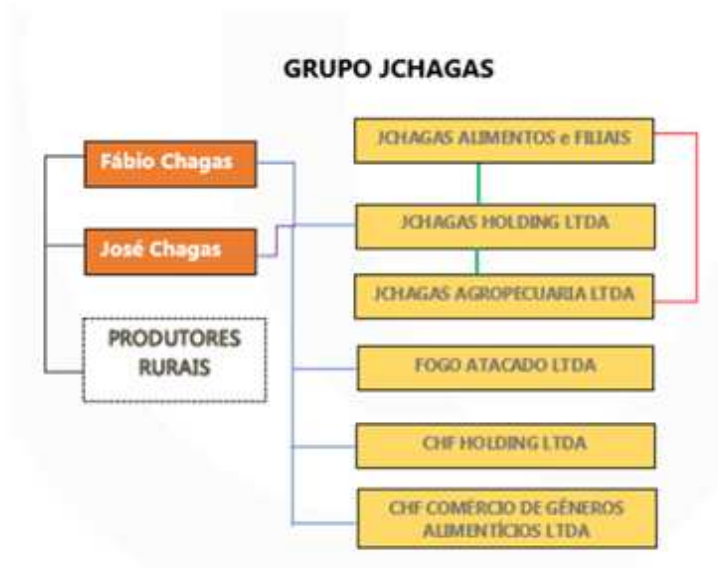 GRUPO JCHAGAS
Fábio Chagas
José Chagas
PRODUTORES
RURAIS
JCHAGAS ALIMENTOS e FILIAIS
JCHAGAS HOLDING LTDA
JCHAGAS AGROPECUARIA LTDA
FOGO ATACADO LTDA
CHF HOLDING LTDA
CHF COMÉRCIO DE GÊNEROS
ALIMENTÍCIOS LTDA